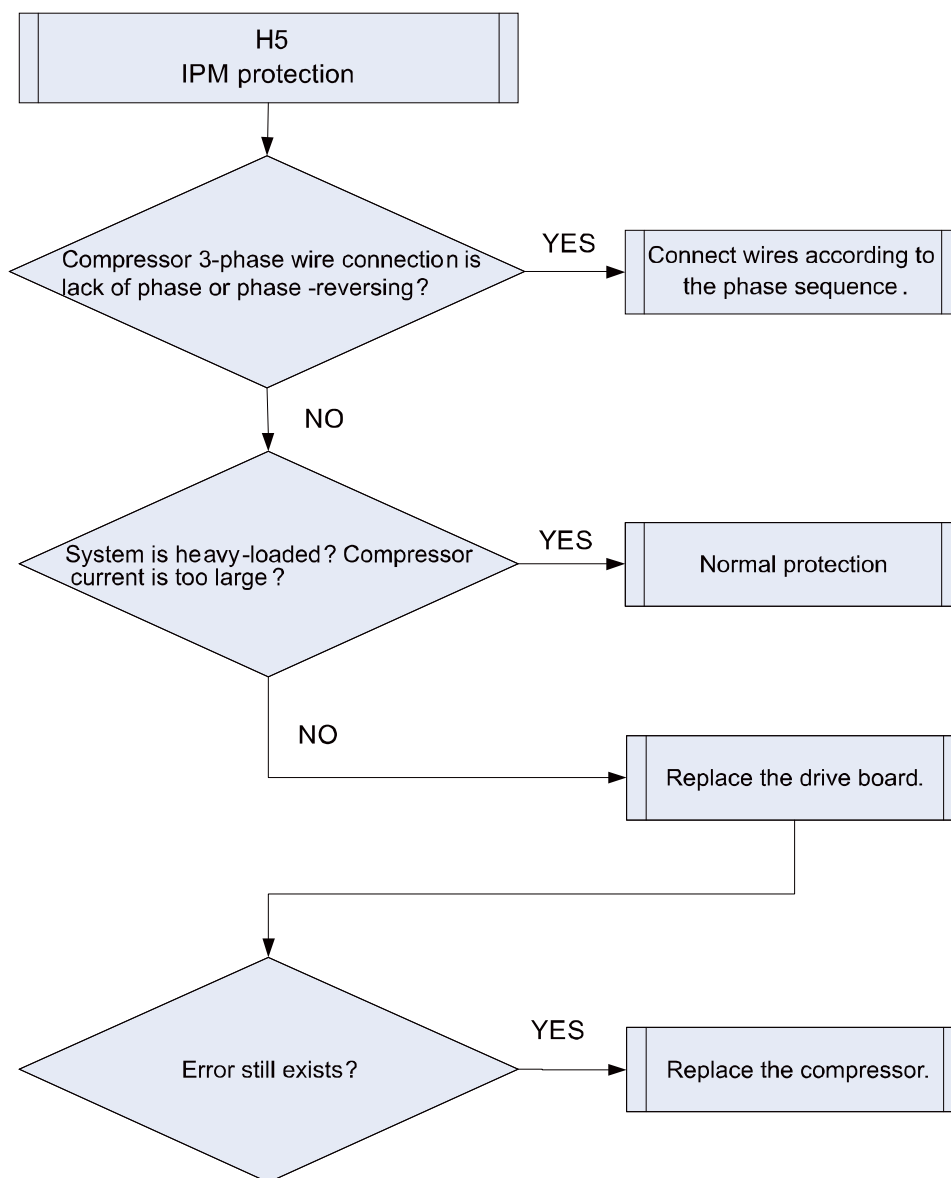 H5
IPM protection
Compressor 3-phase wire connection is
lack of phase or phase -reversing?
YES
Connect wires according to
the phase sequence.
NO
System is heavy-loaded? Compressor
current is too large?
YES
Normal protection
NO
Replace the drive board.
Error still exists?
YES
Replace the compressor.